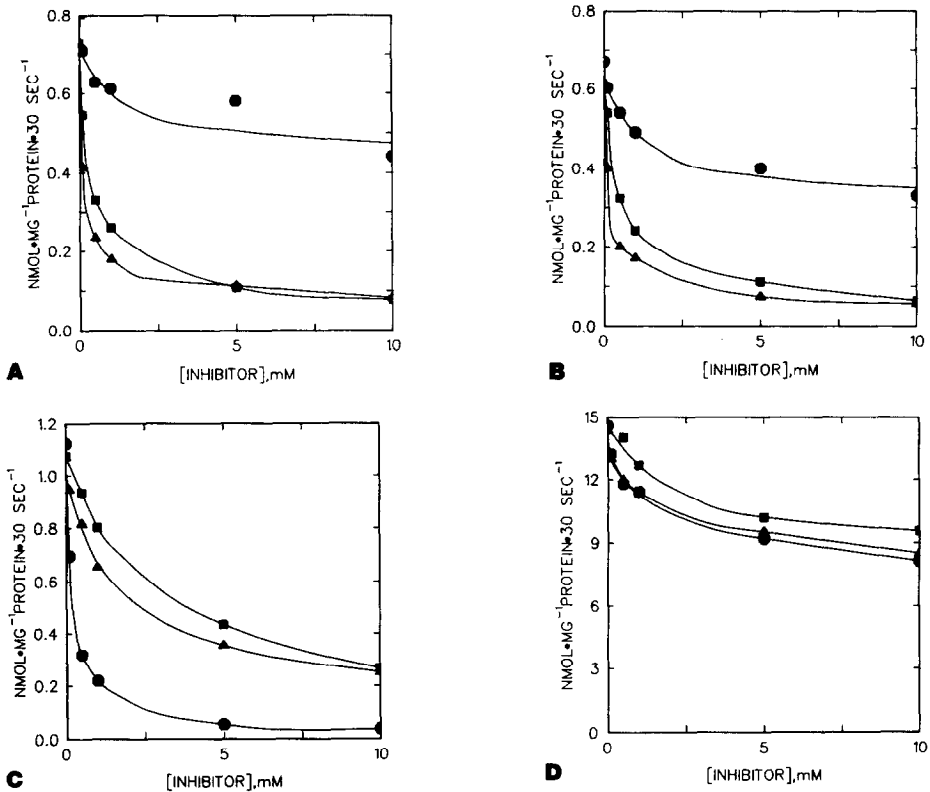 0.8
0.6
0.4
0.2
0.0
NMOL•MG⁻¹PROTEIN•30 SEC⁻¹
0
5
10
[INHIBITOR],mM
A
0.8
0.6
0.4
0.2
0.0
NMOL•MG⁻¹PROTEIN•30 SEC⁻¹
0
5
10
[INHIBITOR],mM
B
1.2
1.0
0.8
0.6
0.4
0.2
0.0
NMOL•MG⁻¹PROTEIN•30 SEC⁻¹
0
5
10
[INHIBITOR],mM
C
15
12
9
6
3
0
NMOL•MG⁻¹PROTEIN•30 SEC⁻¹
0
5
10
[INHIBITOR],mM
D